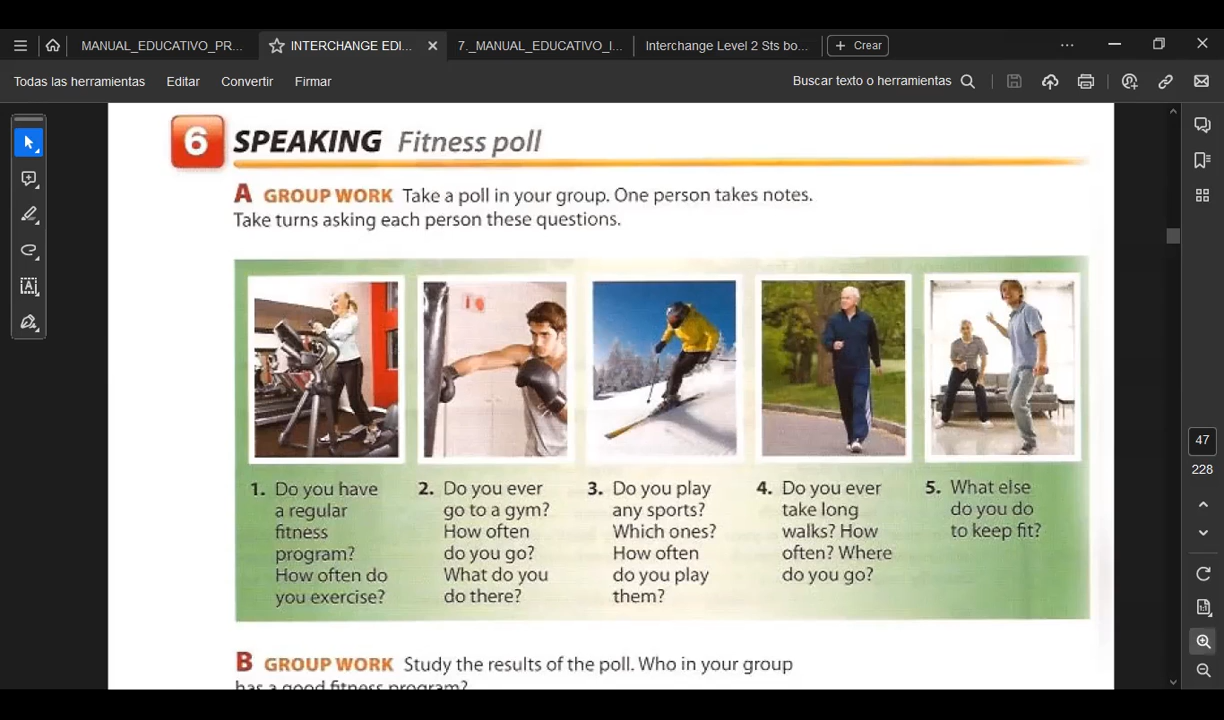 MANUAL_EDUCATIVO_PR...
INTERCHANGE EDI...
7._MANUAL_EDUCATIVO_I...
Interchange Level 2 Sts bo...
+ Crear
Todas las herramientas
Editar
Convertir
Firmar
Buscar texto o herramientas
6 SPEAKING Fitness poll
A GROUP WORK Take a poll in your group. One person takes notes.
Take turns asking each person these questions.
1. Do you have
a regular
fitness
program?
How often do
you exercise?
2. Do you ever
go to a gym?
How often
do you go?
What do you
do there?
3. Do you play
any sports?
Which ones?
How often
do you play
them?
4. Do you ever
take long
walks? How
often? Where
do you go?
5. What else
do you do
to keep fit?
B GROUP WORK Study the results of the poll. Who in your group
has a good fitness program?
47
228